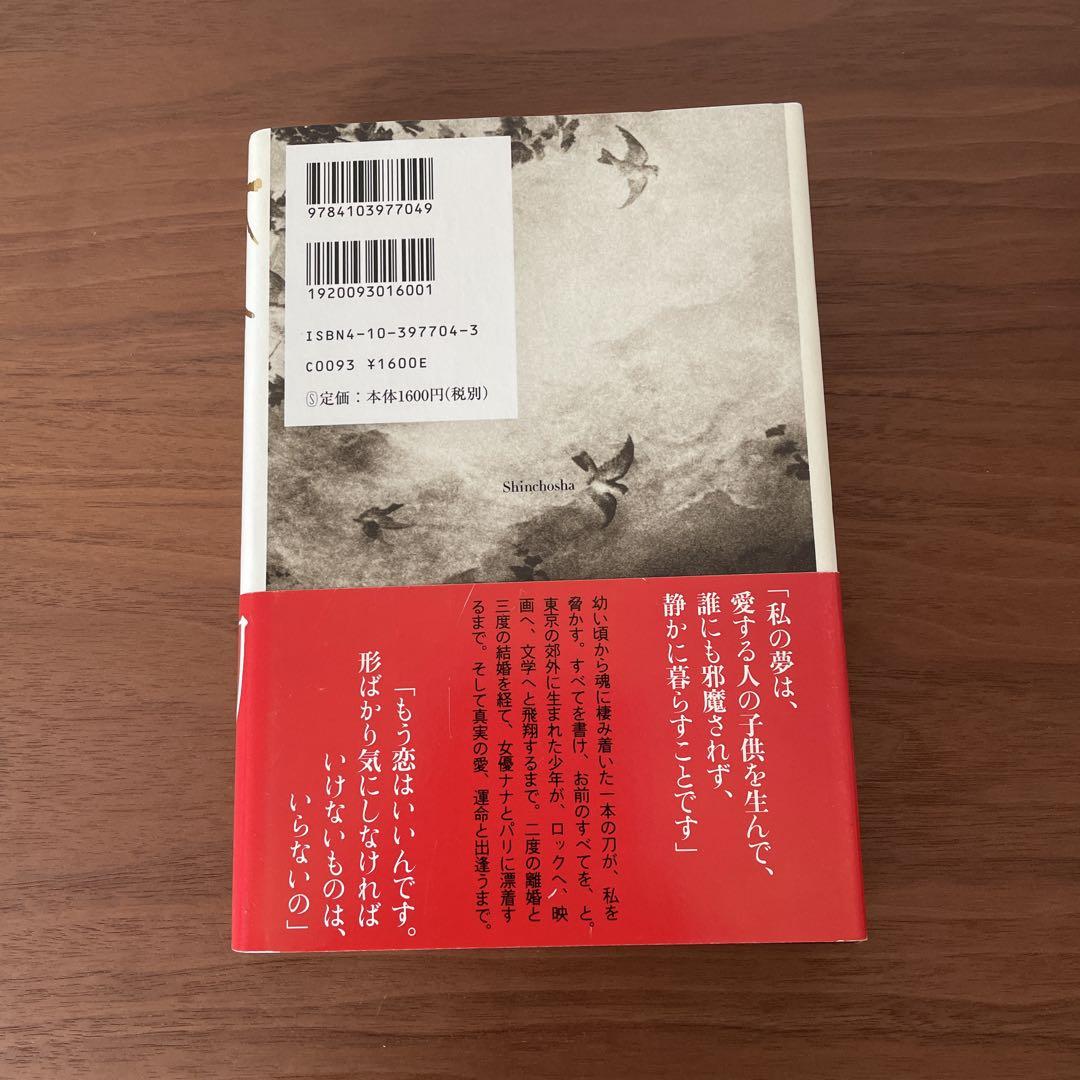 9784103977049
1920093016001
ISBN4-10-397704-3
C0093 ¥1600E
Ⓢ定価：本体1600円（税別）
Shinchosha
「私の夢は、
愛する人の子供を生んで、
誰にも邪魔されず、
静かに暮らすことです」
幼い頃から魂に棲み着いた一本の刀が、私を
脅かす。すべてを書け、お前のすべてを、と。
東京の郊外に生まれた少年が、ロックへ、映
画へ、文学へと飛翔するまで。二度の離婚と
三度の結婚を経て、女優ナナとパリに漂着す
るまで。そして真実の愛、運命と出逢うまで。
「もう恋はいいんです。
形ばかり気にしなければ
いけないものは、
いらないの」